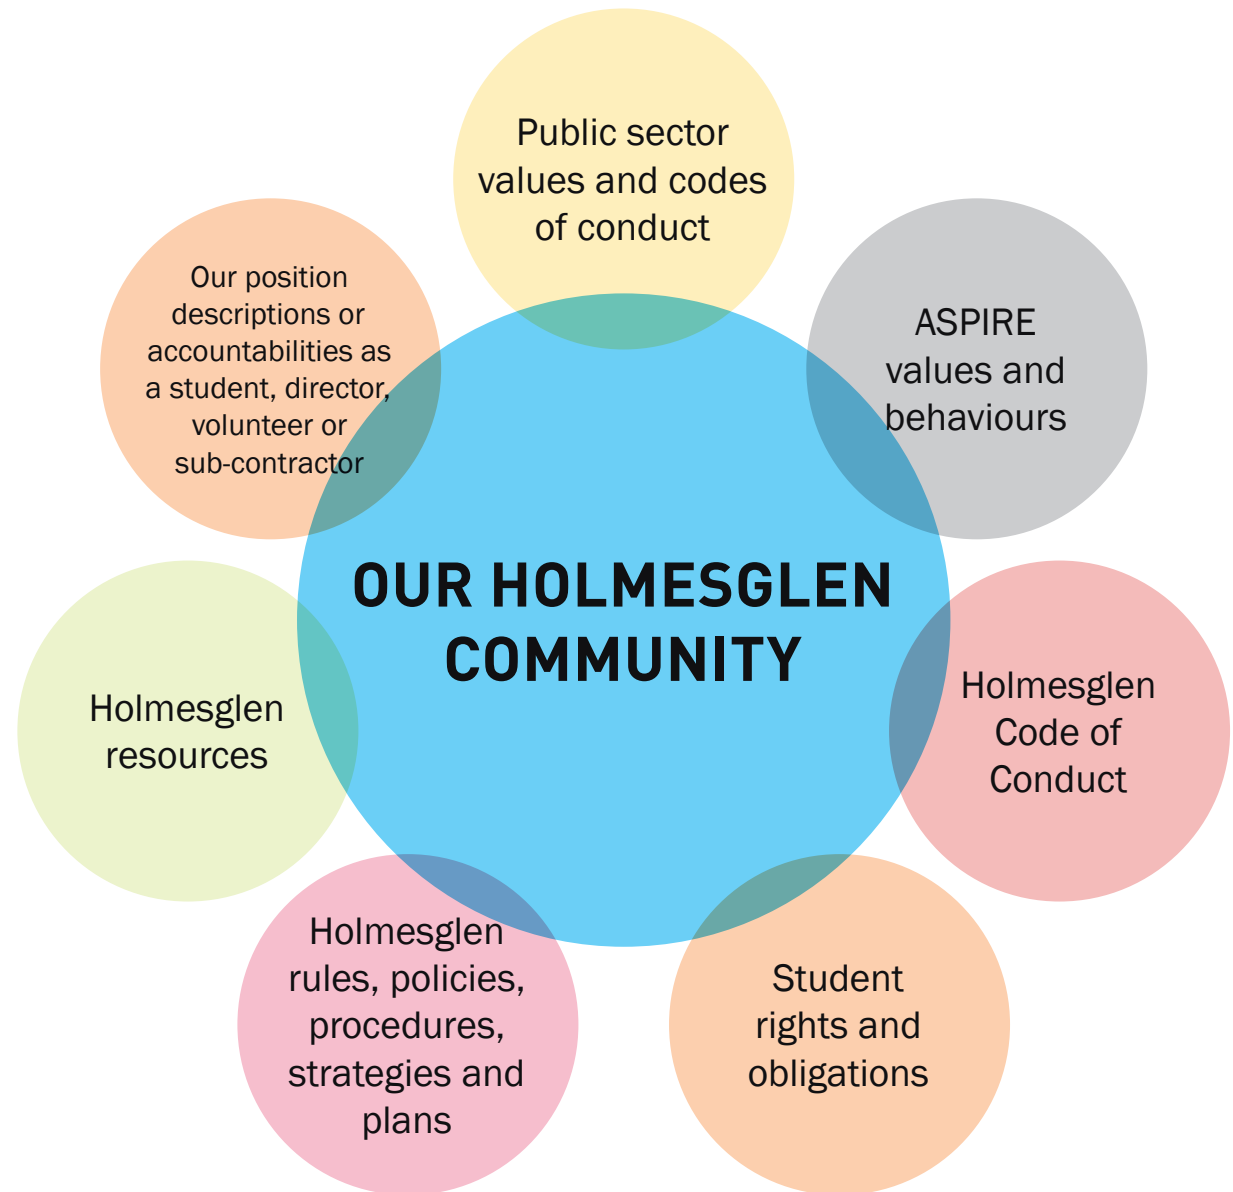 Public sector
values and codes
of conduct
ASPIRE
values and
behaviours
Holmesglen
Code of
Conduct
Student
rights and
obligations
Holmesglen
rules, policies,
procedures,
strategies and
plans
Holmesglen
resources
Our position
descriptions or
accountabilities as
a student, director,
volunteer or
sub-contractor
OUR HOLMESGLEN
COMMUNITY